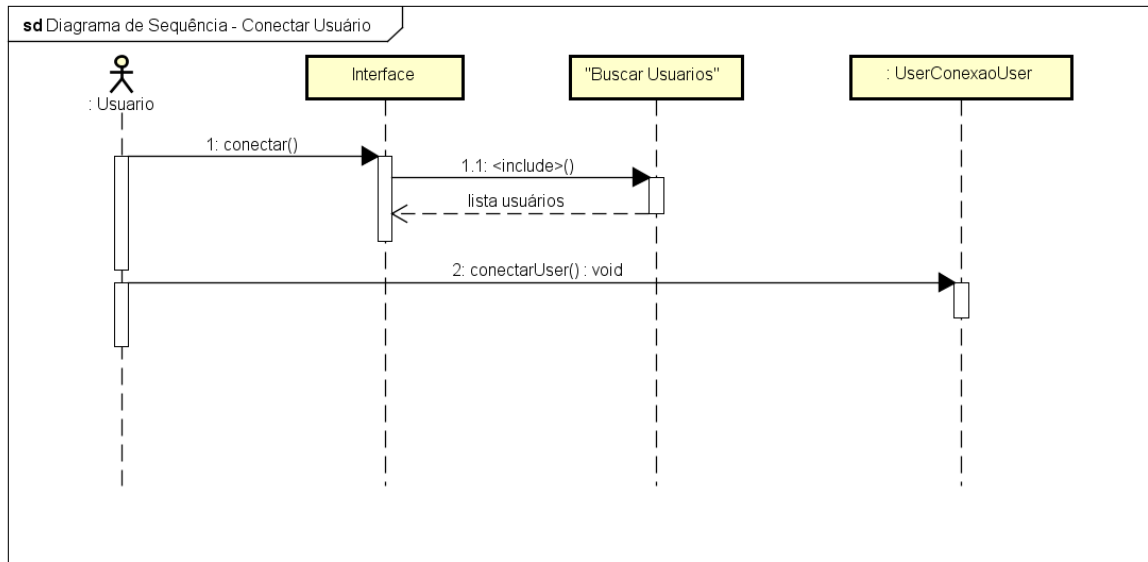 sd Diagrama de Sequência - Conectar Usuário
: Usuario
Interface
"Buscar Usuarios"
: UserConexaoUser
1: conectar()
1.1: <include>()
lista usuários
2: conectarUser() : void